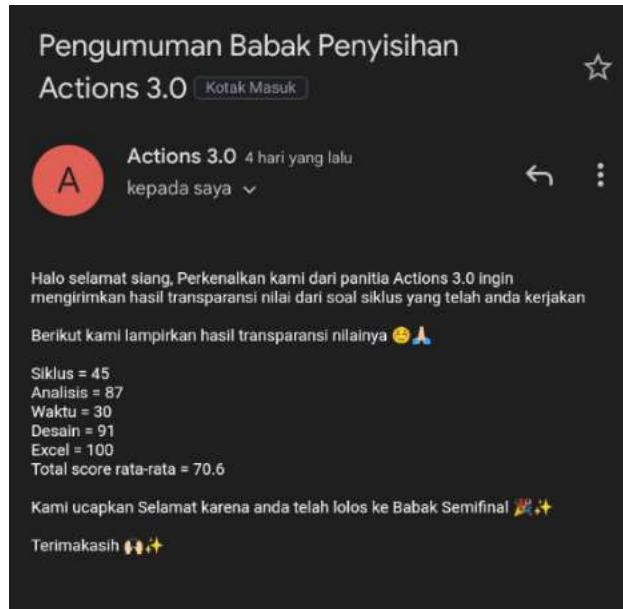 Pengumuman Babak Penyisihan
Actions 3.0 Kotak Masuk
A
Actions 3.0 4 hari yang lalu
kepada saya
Halo selamat siang, Perkenalkan kami dari panitia Actions 3.0 ingin
mengirimkan hasil transparansi nilai dari soal siklus yang telah anda kerjakan
Berikut kami lampirkan hasil transparansi nilainya ☺️🙏🏻
Siklus = 45
Analisis = 87
Waktu = 30
Desain = 91
Excel = 100
Total score rata-rata = 70.6
Kami ucapkan Selamat karena anda telah lolos ke Babak Semifinal 🎉✨
Terimakasih 🙌🏻✨